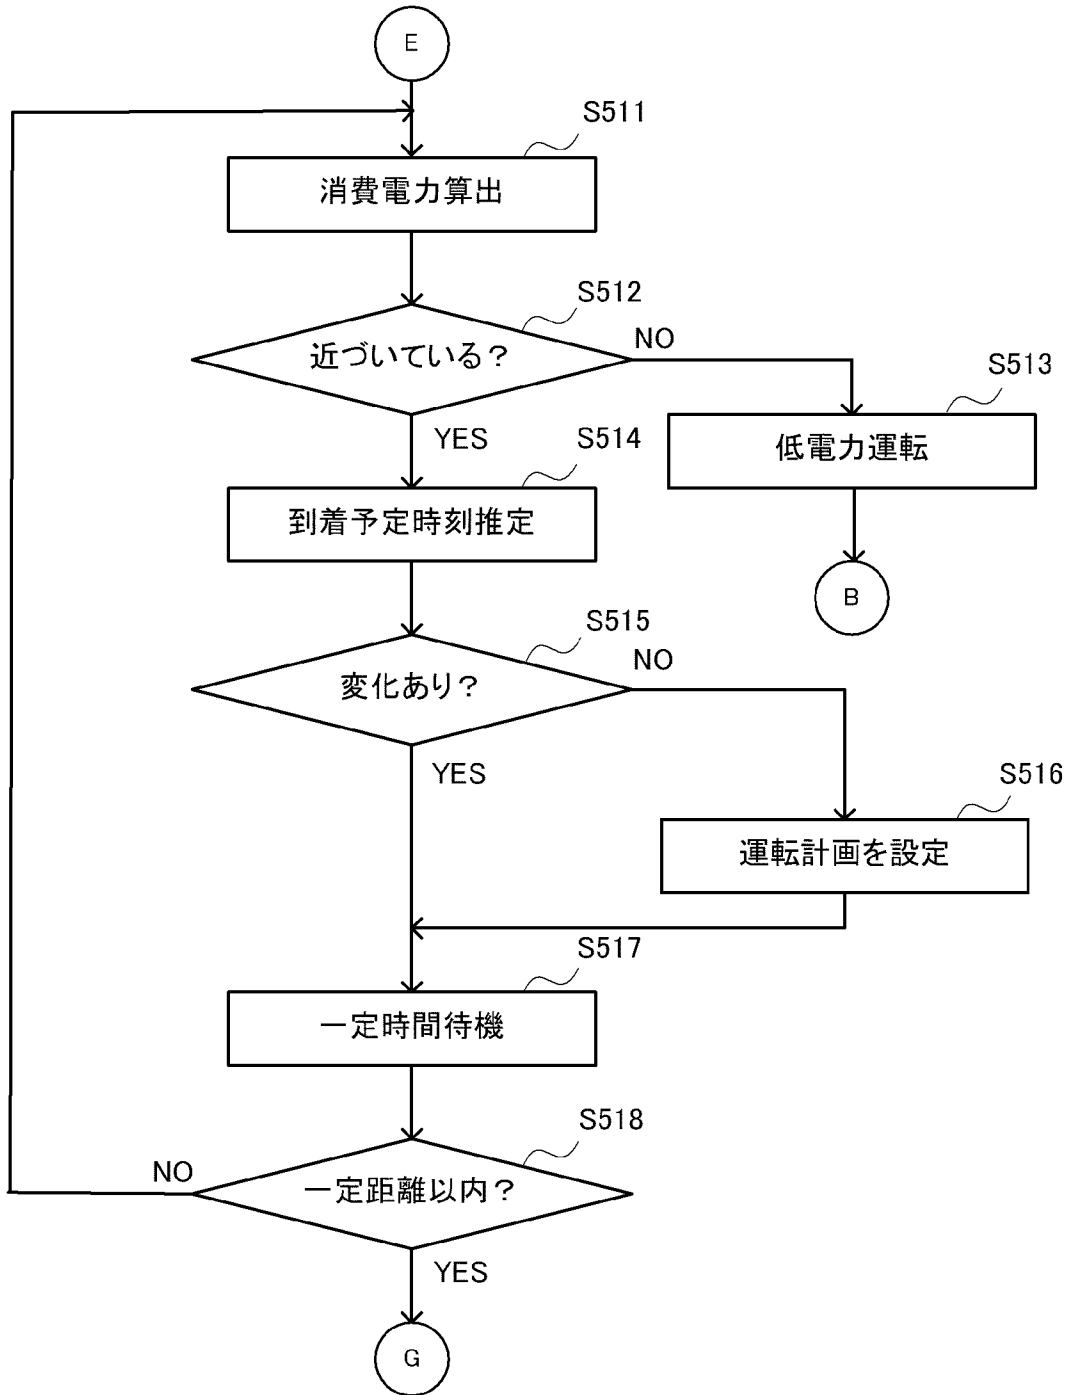 E
S511
消費電力算出
S512
近づいている?
NO
S513
低電力運転
YES
S514
到着予定時刻推定
B
S515
変化あり?
NO
YES
S516
運転計画を設定
S517
一定時間待機
S518
NO
一定距離以内?
YES
G